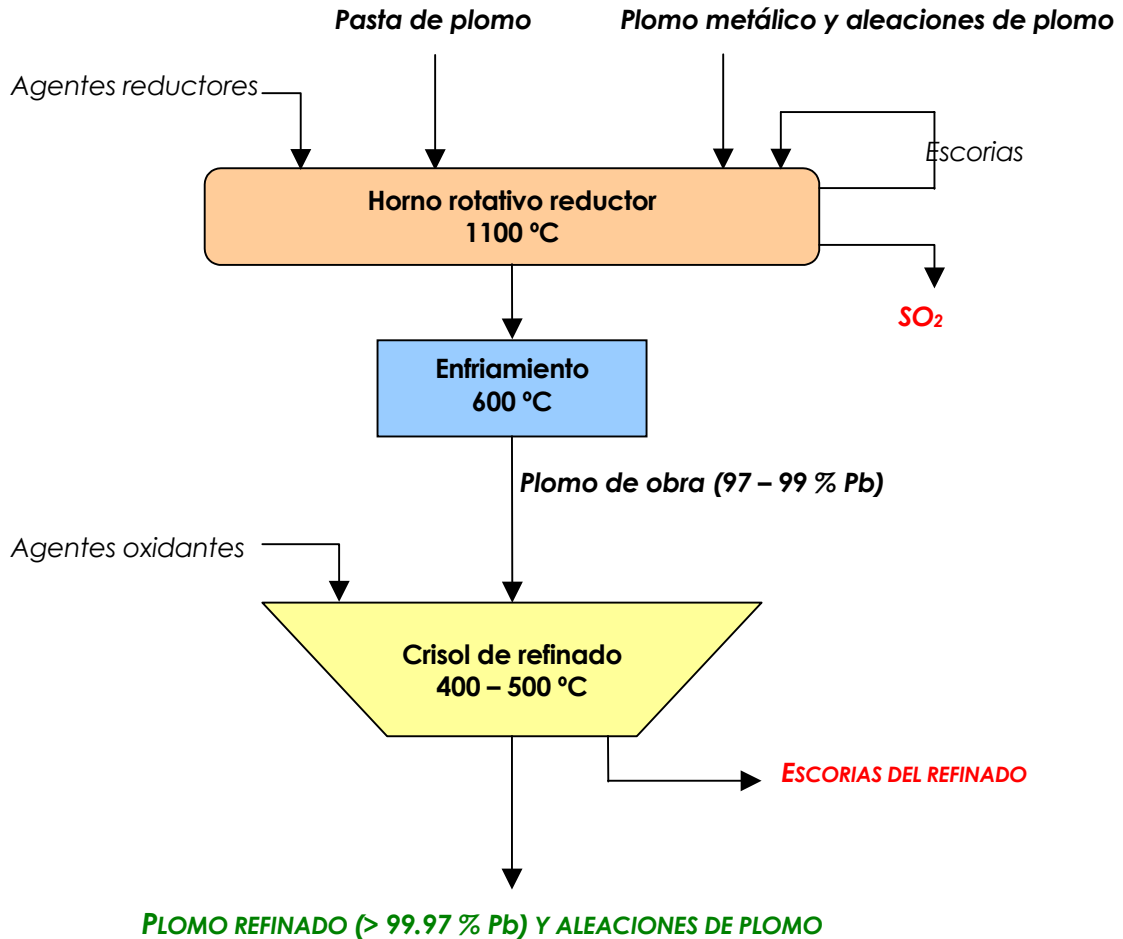 Pasta de plomo
Plomo metálico y aleaciones de plomo
Agentes reductores
Escorias
Horno rotativo reductor
1100 ºC
SO₂
Enfriamiento
600 ºC
Plomo de obra (97 – 99 % Pb)
Agentes oxidantes
Crisol de refinado
400 – 500 ºC
ESCORIAS DEL REFINADO
PLOMO REFINADO (> 99.97 % Pb) Y ALEACIONES DE PLOMO